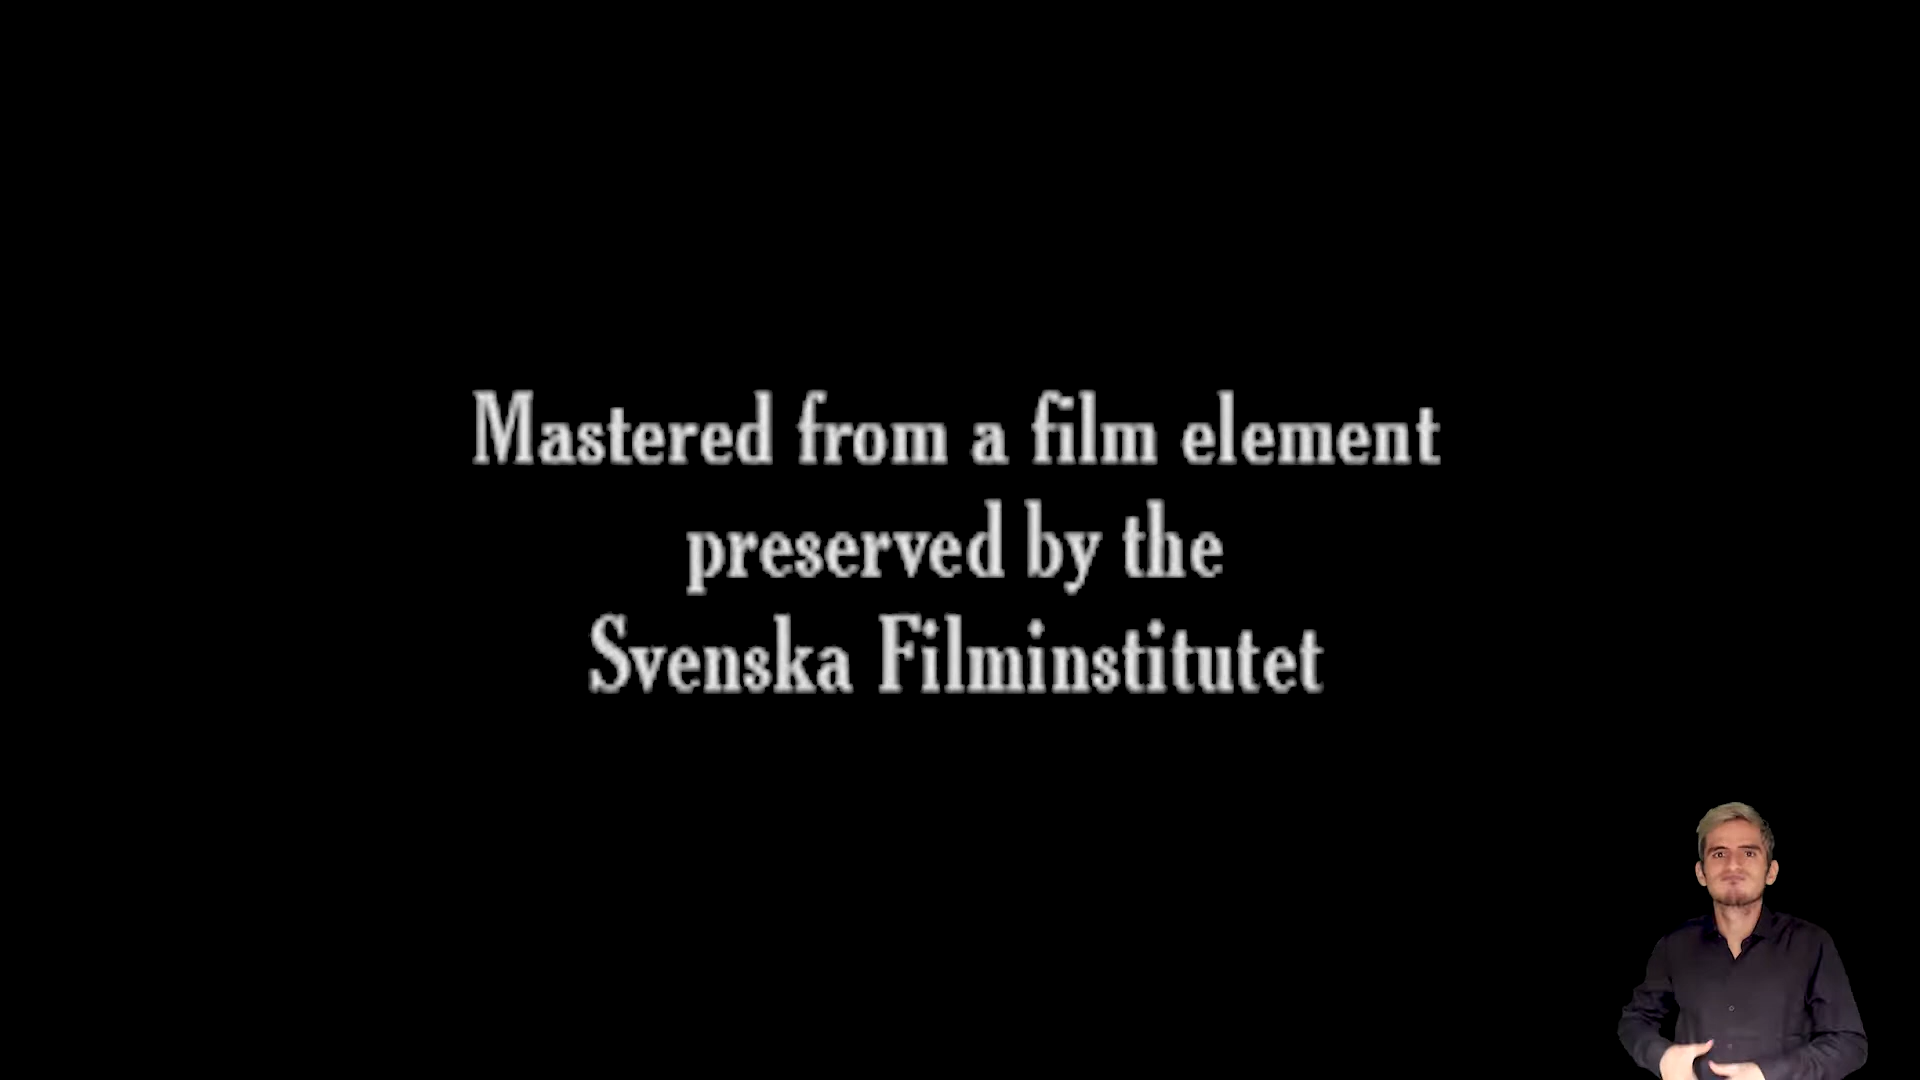 Mastered from a film element
preserved by the
Svenska Filminstitutet